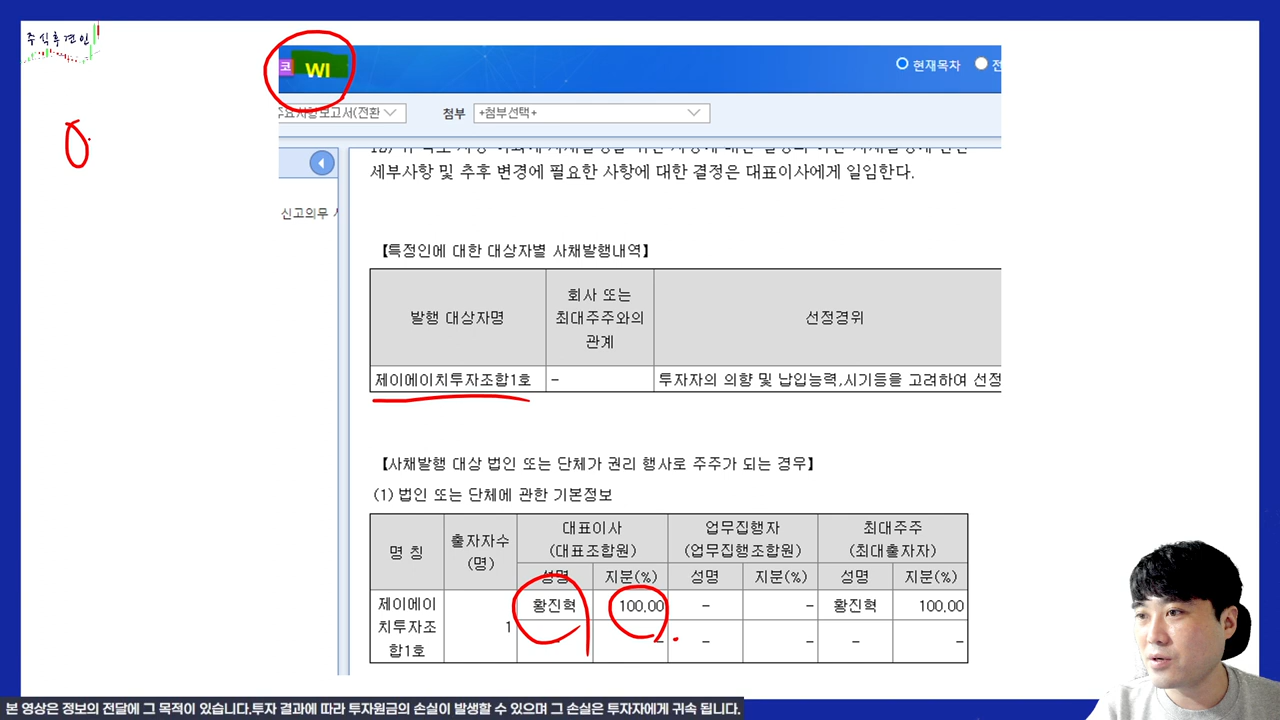 주식후견인
코 WI
현재목차
첨부 +첨부선택+
세부사항 및 추후 변경에 필요한 사항에 대한 결정은 대표이사에게 일임한다.
신고의무
【특정인에 대한 대상자별 사채발행내역】
발행 대상자명
회사 또는
최대주주와의
관계
선정경위
제이에이치투자조합1호 - 투자자의 의향 및 납입능력,시기등을 고려하여 선정
【사채발행 대상 법인 또는 단체가 권리 행사로 주주가 되는 경우】
(1) 법인 또는 단체에 관한 기본정보
명 칭
출자자수
(명)
대표이사
(대표조합원)
업무집행자
(업무집행조합원)
최대주주
(최대출자자)
성명 지분(%) 성명 지분(%) 성명 지분(%)
제이에이
치투자조
합1호
1
황진혁 100.00 - - 황진혁 100.00
- - - - - -
본 영상은 정보의 전달에 그 목적이 있습니다.투자 결과에 따라 투자원금의 손실이 발생할 수 있으며 그 손실은 투자자에게 귀속 됩니다.